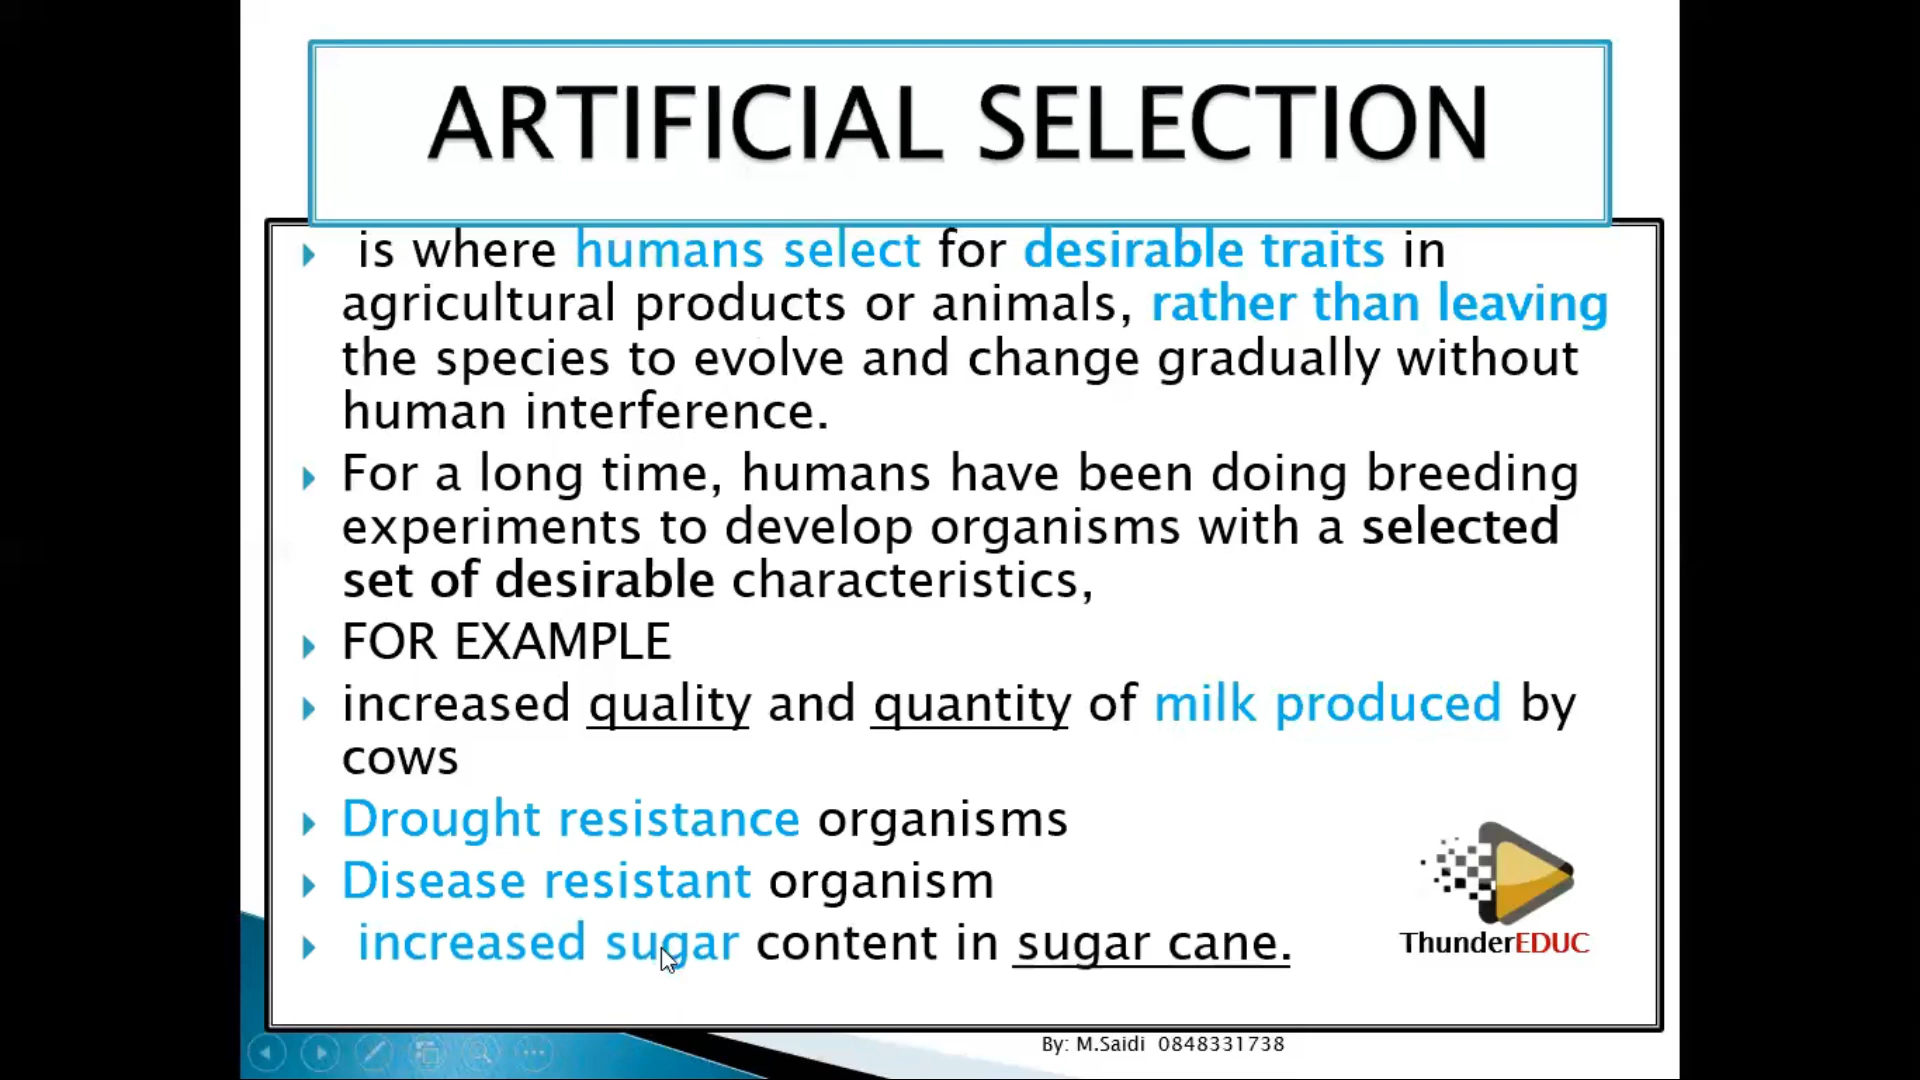 ARTIFICIAL SELECTION
is where humans select for desirable traits in
agricultural products or animals, rather than leaving
the species to evolve and change gradually without
human interference.
For a long time, humans have been doing breeding
experiments to develop organisms with a selected
set of desirable characteristics,
FOR EXAMPLE
increased quality and quantity of milk produced by
cows
Drought resistance organisms
Disease resistant organism
increased sugar content in sugar cane.
ThunderEDUC
By: M.Saidi 0848331738